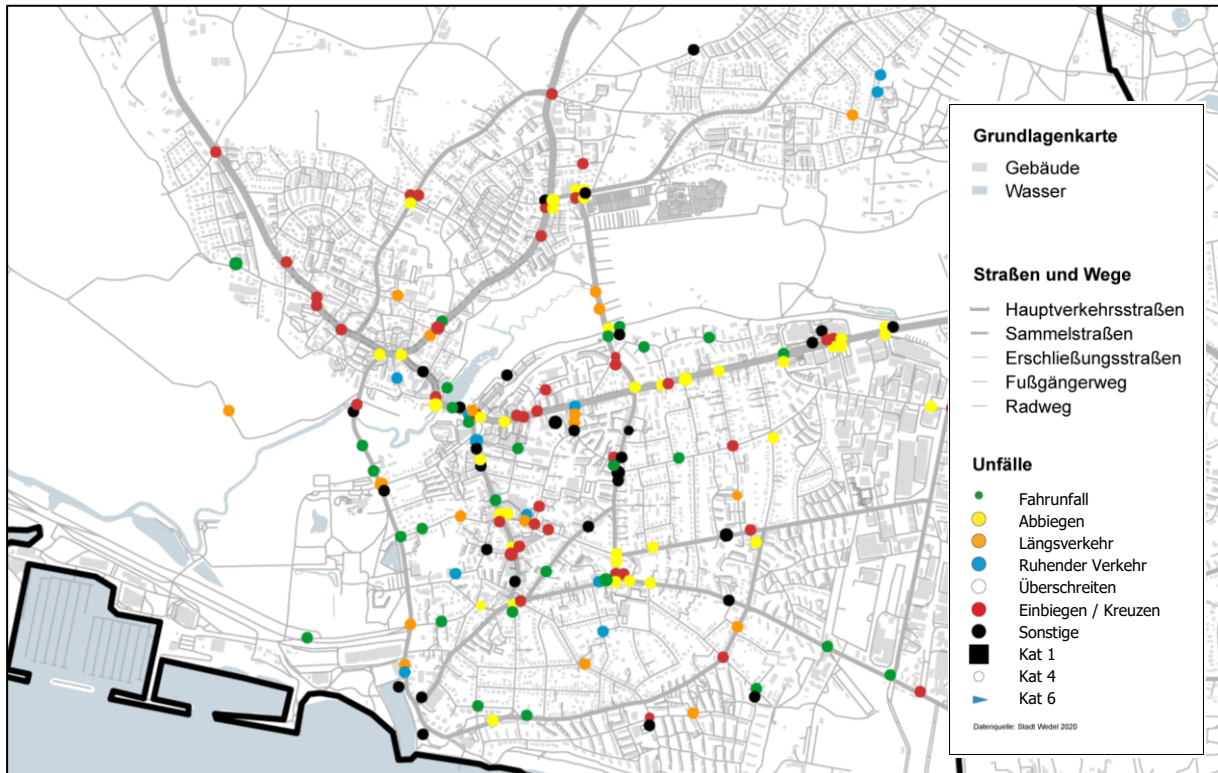 Grundlagenkarte
Gebäude
Wasser
Straßen und Wege
Hauptverkehrsstraßen
Sammelstraßen
Erschließungsstraßen
Fußgängerweg
Radweg
Unfälle
Fahrunfall
Abbiegen
Längsverkehr
Ruhender Verkehr
Überschreiten
Einbiegen / Kreuzen
Sonstige
Kat 1
Kat 4
Kat 6
Datenquelle: Stadt Wedel 2020